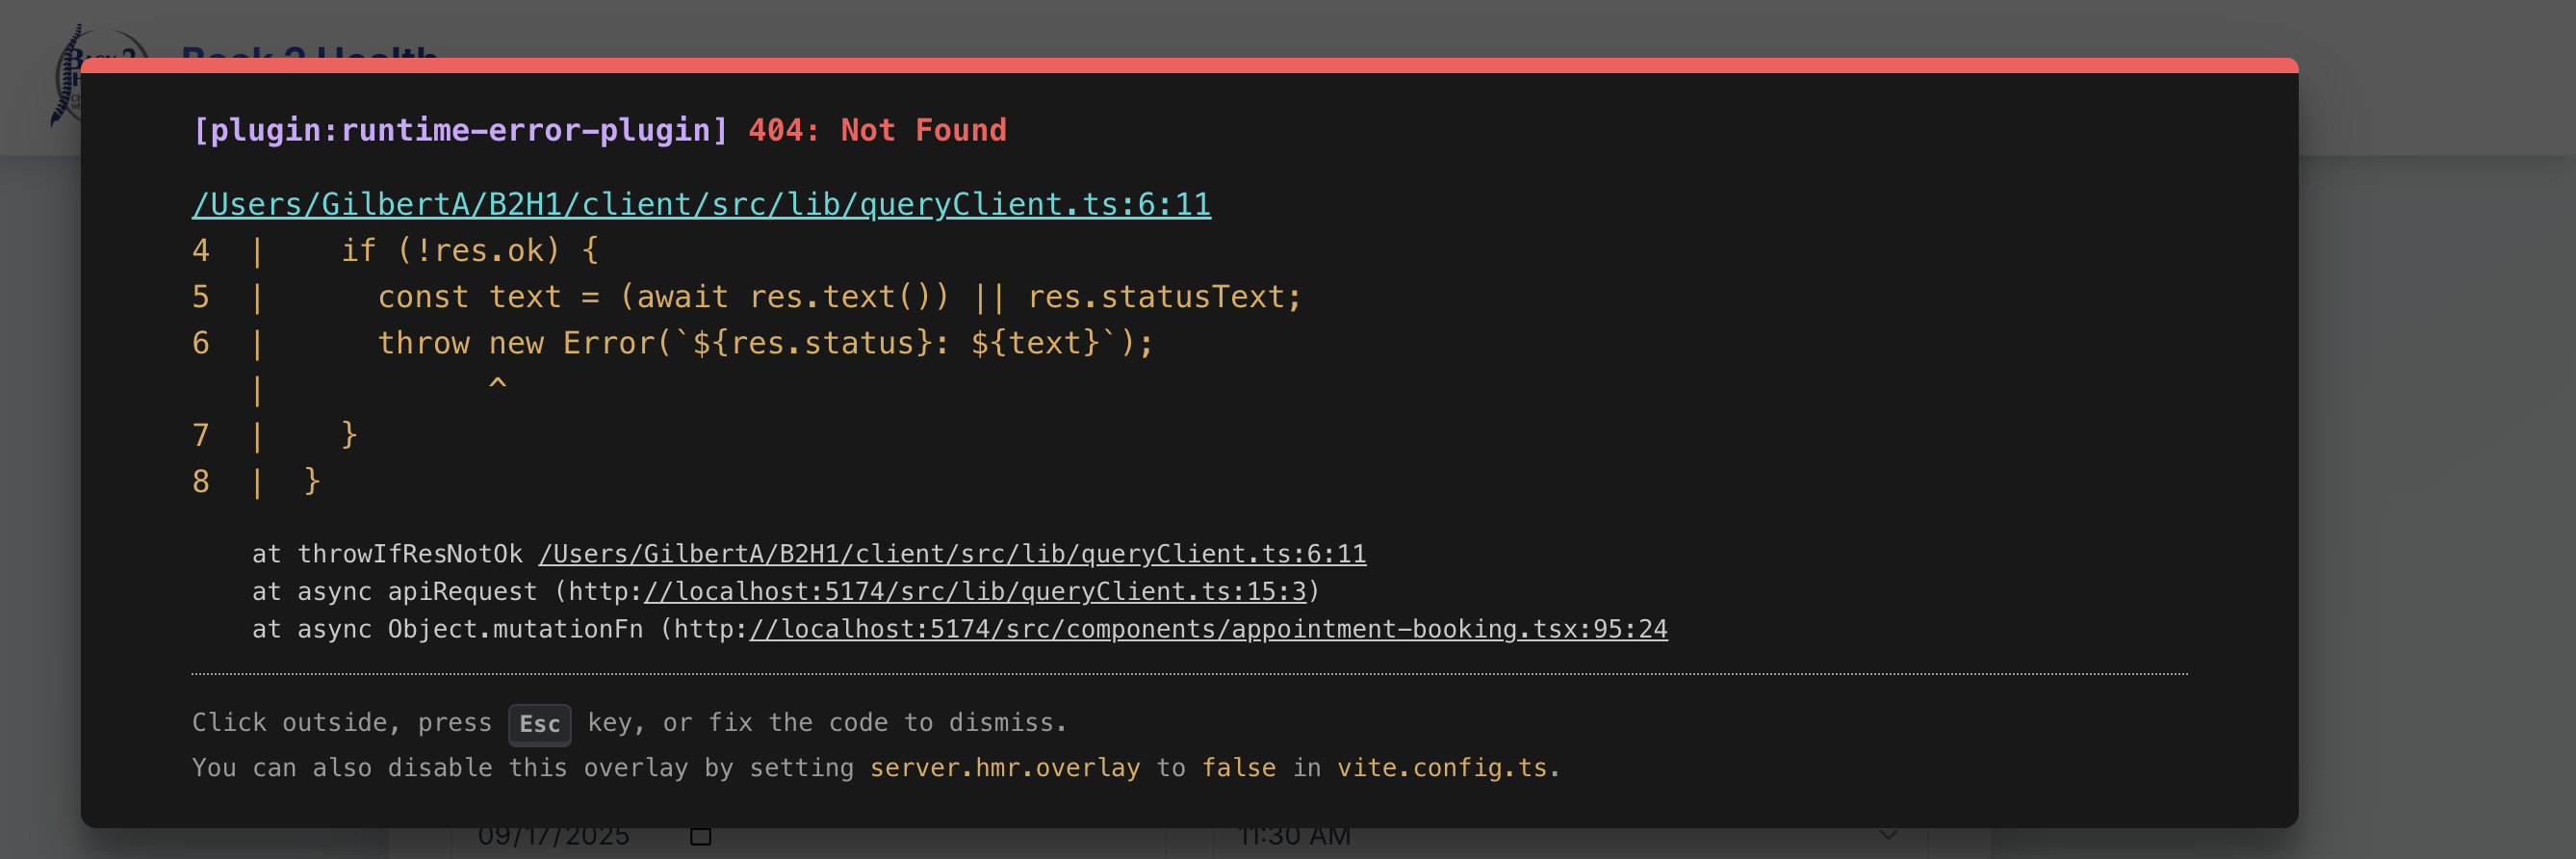 Back 2 Health
[plugin:runtime-error-plugin] 404: Not Found
/Users/GilbertA/B2H1/client/src/lib/queryClient.ts:6:11
4  |    if (!res.ok) {
5  |      const text = (await res.text()) || res.statusText;
6  |      throw new Error(`${res.status}: ${text}`);
   |            ^
7  |    }
8  |  }
at throwIfResNotOk /Users/GilbertA/B2H1/client/src/lib/queryClient.ts:6:11
at async apiRequest (http://localhost:5174/src/lib/queryClient.ts:15:3)
at async Object.mutationFn (http://localhost:5174/src/components/appointment-booking.tsx:95:24
Click outside, press Esc key, or fix the code to dismiss.
You can also disable this overlay by setting server.hmr.overlay to false in vite.config.ts.
09/17/2025
11:30 AM